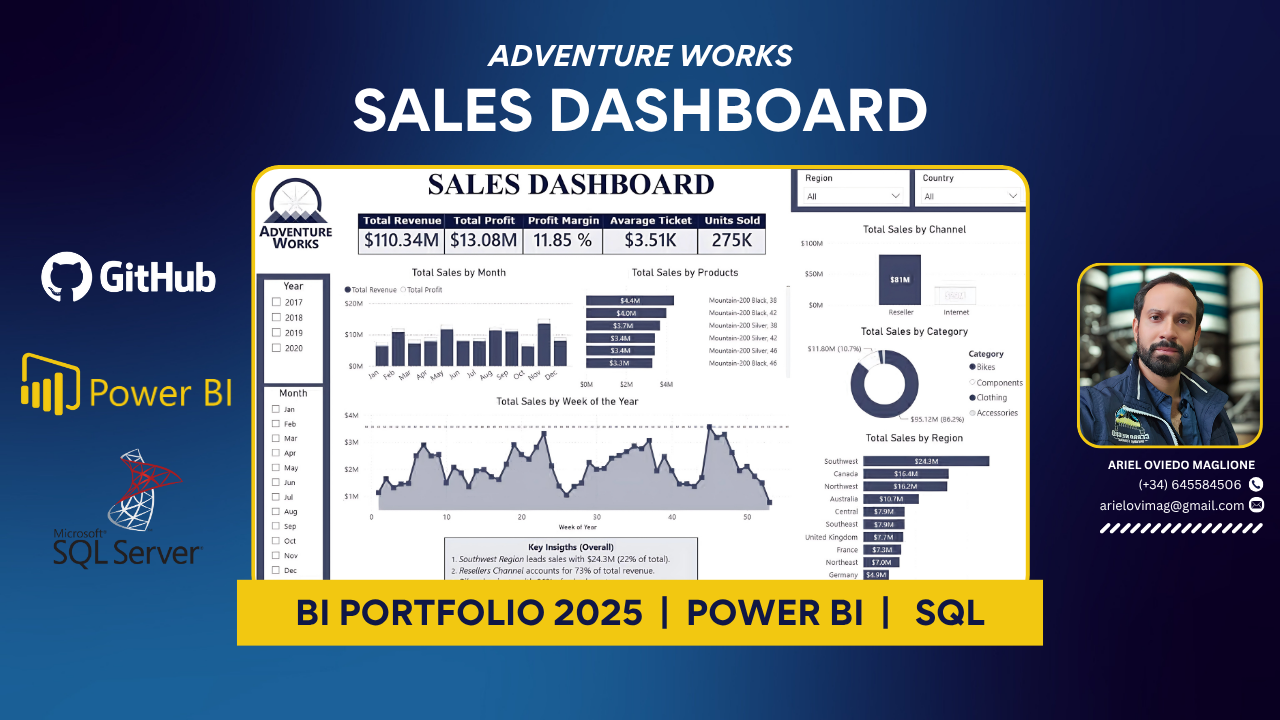 ADVENTURE WORKS
SALES DASHBOARD
SALES DASHBOARD
ADVENTURE
WORKS
Region
All
Country
All
Total Revenue Total Profit Profit Margin Avarage Ticket Units Sold
$110.34M $13.08M 11.85 % $3.51K 275K
GitHub
Power BI
Microsoft®
SQL Server
Year
2017
2018
2019
2020
Month
Jan
Feb
Mar
Apr
May
Jun
Jul
Aug
Sep
Oct
Nov
Dec
Total Sales by Month
Total Revenue Total Profit
$20M
$10M
$0M
Jan Feb Mar Apr May Jun Jul Aug Sep Oct Nov Dec
Total Sales by Products
$4.4M Mountain-200 Black, 38
$4.0M Mountain-200 Black, 42
$3.7M Mountain-200 Silver, 38
$3.4M Mountain-200 Silver, 42
$3.4M Mountain-200 Silver, 46
$3.3M Mountain-200 Black, 46
$0M $2M $4M
Total Sales by Week of the Year
$4M
$3M
$2M
$1M
0 10 20 30 40 50
Week of Year
Key Insigths (Overall)
1. Southwest Region leads sales with $24.3M (22% of total).
2. Resellers Channel accounts for 73% of total revenue.
Total Sales by Channel
$100M
$50M
$0M
$81M
Reseller Internet
Total Sales by Category
$11.80M (10.7%)
$95.12M (86.2%)
Category
Bikes
Components
Clothing
Accessories
Total Sales by Region
Southwest $24.3M
Canada $16.4M
Northwest $16.2M
Australia $10.7M
Central $7.9M
Southeast $7.9M
United Kingdom $7.7M
France $7.3M
Northeast $7.0M
Germany $4.9M
ARIEL OVIEDO MAGLIONE
(+34) 645584506
arielovimag@gmail.com
BI PORTFOLIO 2025 | POWER BI | SQL